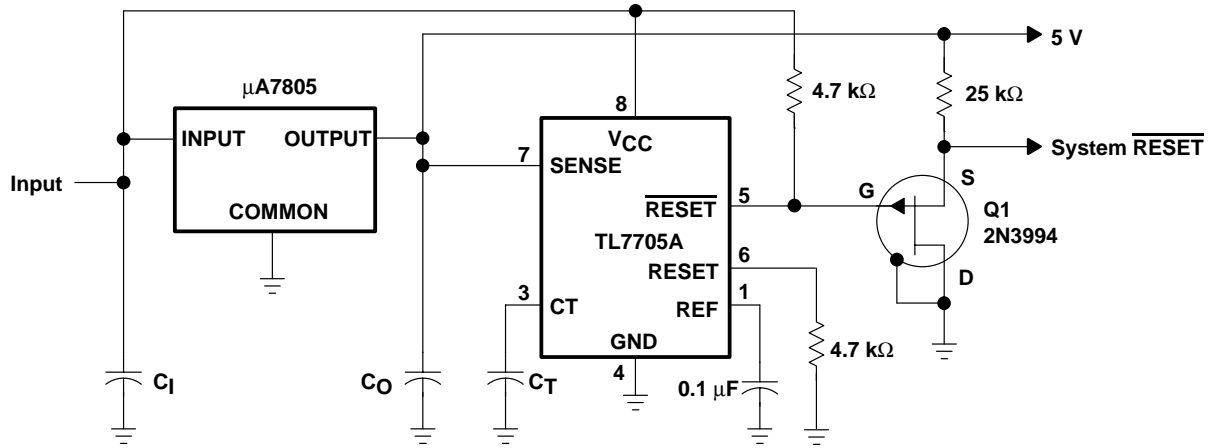 5 V
μA7805
4.7 kΩ
25 kΩ
8
INPUT
OUTPUT
VCC
7
SENSE
System RESET
Input
S
G
5
RESET
COMMON
Q1
2N3994
TL7705A
6
RESET
D
3
CT
1
REF
GND
4.7 kΩ
4
CI
CO
CT
0.1 μF